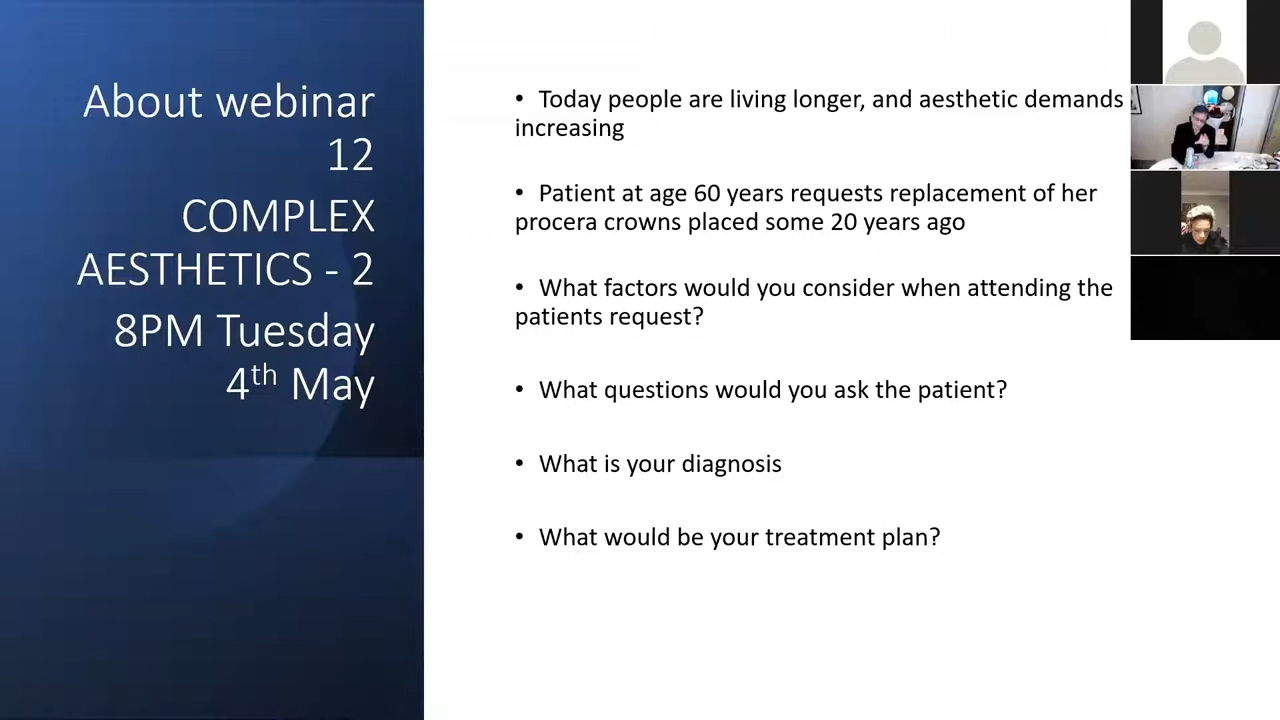 About webinar
12
COMPLEX
AESTHETICS - 2
8PM Tuesday
4th May
• Today people are living longer, and aesthetic demands
increasing
• Patient at age 60 years requests replacement of her
procera crowns placed some 20 years ago
• What factors would you consider when attending the
patients request?
• What questions would you ask the patient?
• What is your diagnosis
• What would be your treatment plan?